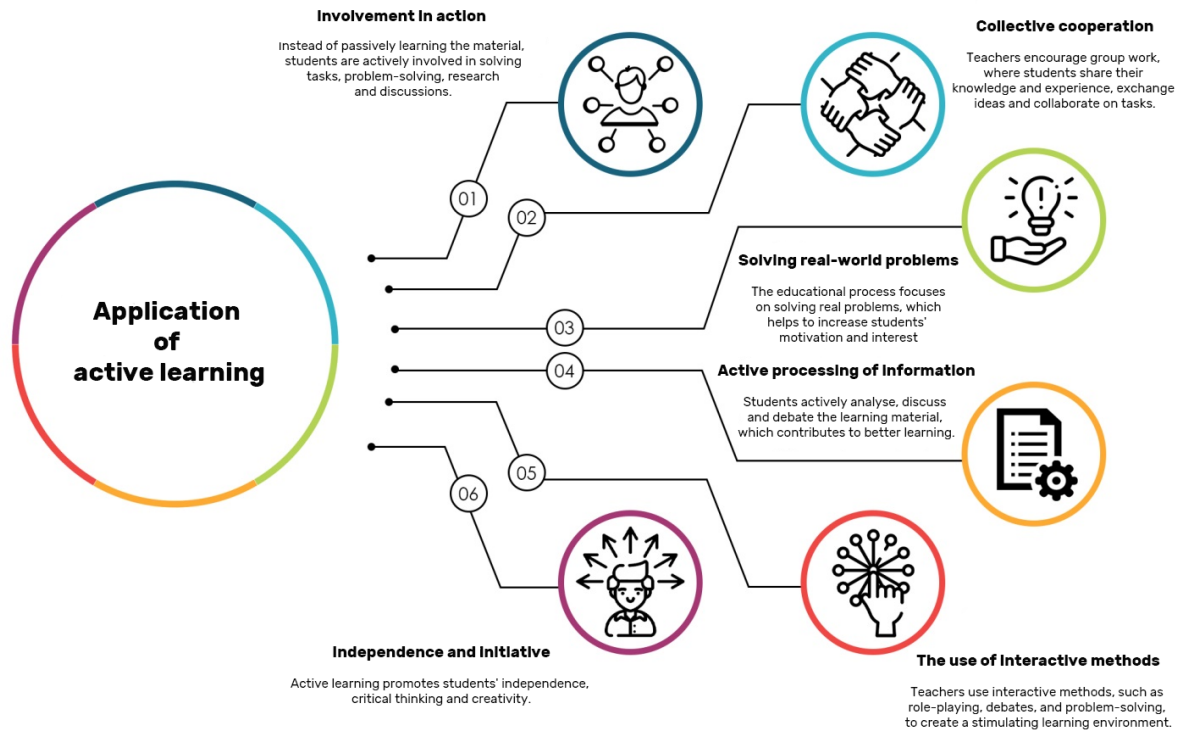 Application
of
active learning
01
Involvement in action
Instead of passively learning the material,
students are actively involved in solving
tasks, problem-solving, research
and discussions.
02
Collective cooperation
Teachers encourage group work,
where students share their
knowledge and experience, exchange
ideas and collaborate on tasks.
03
Solving real-world problems
The educational process focuses
on solving real problems, which
helps to increase students'
motivation and interest
04
Active processing of information
Students actively analyse, discuss
and debate the learning material,
which contributes to better learning.
05
The use of interactive methods
Teachers use interactive methods, such as
role-playing, debates, and problem-solving,
to create a stimulating learning environment.
06
Independence and initiative
Active learning promotes students' independence,
critical thinking and creativity.